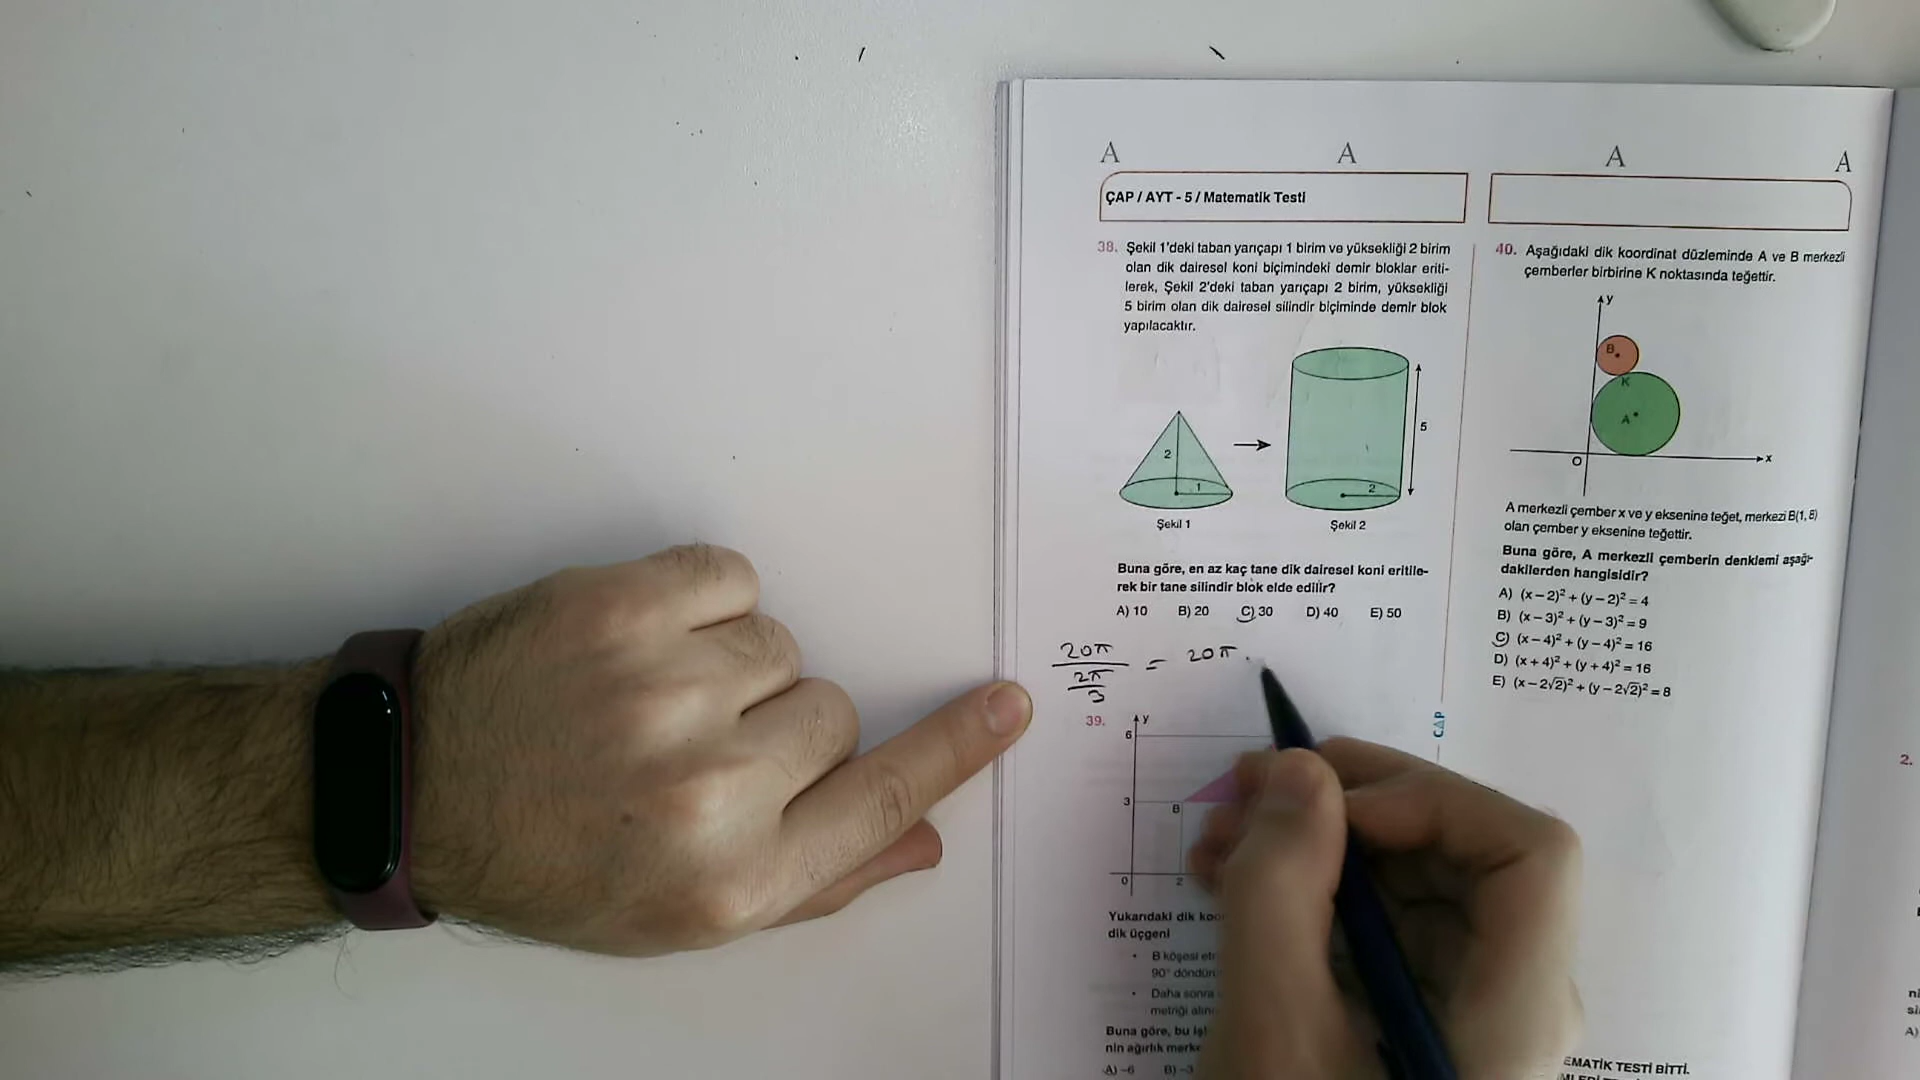 A A A A
ÇAP / AYT - 5 / Matematik Testi
38. Şekil 1'deki taban yarıçapı 1 birim ve yüksekliği 2 birim
olan dik dairesel koni biçimindeki demir bloklar eriti-
lerek, Şekil 2'deki taban yarıçapı 2 birim, yüksekliği
5 birim olan dik dairesel silindir biçiminde demir blok
yapılacaktır.
2
1
5
2
Şekil 1 Şekil 2
Buna göre, en az kaç tane dik dairesel koni eritile-
rek bir tane silindir blok elde edilir?
A) 10 B) 20 C) 30 D) 40 E) 50
20π
2π
3
= 20π .
39.
y
6
3
B
0 2
Yukarıdaki dik
dik üçgeni
• B köşesi
90°
• Daha sonra
metriği
Buna göre, bu
nin ağırlık
A) –6 B) –3
ÇAP
40. Aşağıdaki dik koordinat düzleminde A ve B merkezli
çemberler birbirine K noktasında teğettir.
y
B
K
A
O
x
A merkezli çember x ve y eksenine teğet, merkezi B(1, 8)
olan çember y eksenine teğettir.
Buna göre, A merkezli çemberin denklemi aşağı-
dakilerden hangisidir?
A) (x – 2)² + (y – 2)² = 4
B) (x – 3)² + (y – 3)² = 9
C) (x – 4)² + (y – 4)² = 16
D) (x + 4)² + (y + 4)² = 16
E) (x – 2√2)² + (y – 2√2)² = 8
TESTİ BİTTİ.
2.
A)